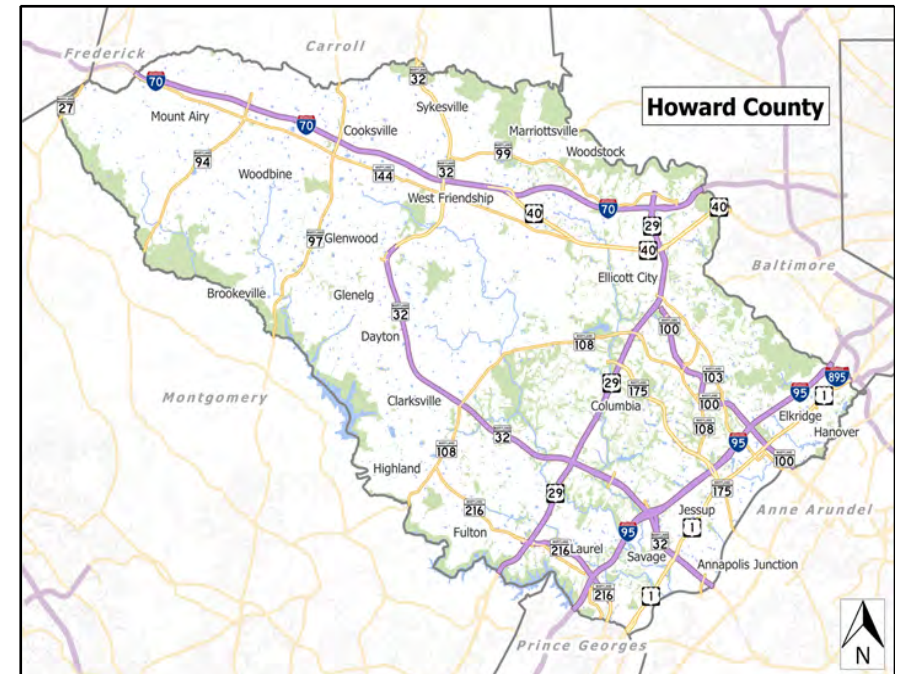 Frederick
Carroll
70
32
27
Mount Airy
Sykesville
Howard County
70
Cooksville
Marriottsville
94
99
Woodstock
Woodbine
144
32
West Friendship
40
70
40
29
97
Glenwood
40
Baltimore
Ellicott City
Brookeville
Glenelg
32
100
Dayton
108
103
895
29
175
95
Montgomery
Columbia
100
1
Clarksville
Elkridge
108
Hanover
32
95
108
100
Highland
29
175
216
Jessup
Anne Arundel
Fulton
95
1
216
Laurel
32
Savage
Annapolis Junction
216
1
Prince Georges
N